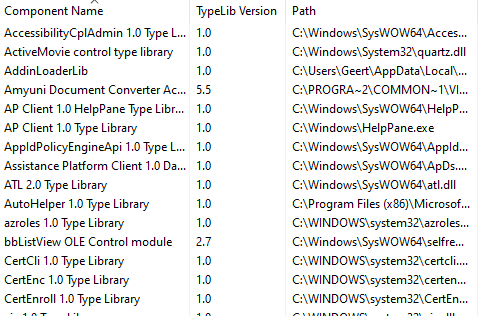 Component Name TypeLib Version Path
AccessibilityCplAdmin 1.0 Type L... 1.0 C:\Windows\SysWOW64\Acces...
ActiveMovie control type library 1.0 C:\Windows\System32\quartz.dll
AddinLoaderLib 1.0 C:\Users\Geert\AppData\Local\...
Amyuni Document Converter Ac... 5.5 C:\PROGRA~2\COMMON~1\VI...
AP Client 1.0 HelpPane Type Libr... 1.0 C:\Windows\SysWOW64\HelpP...
AP Client 1.0 Type Library 1.0 C:\Windows\HelpPane.exe
AppIdPolicyEngineApi 1.0 Type L... 1.0 C:\Windows\SysWOW64\AppId...
Assistance Platform Client 1.0 Da... 1.0 C:\Windows\SysWOW64\ApDs...
ATL 2.0 Type Library 1.0 C:\Windows\SysWOW64\atl.dll
AutoHelper 1.0 Type Library 1.0 C:\Program Files (x86)\Microsof...
azroles 1.0 Type Library 1.0 C:\WINDOWS\system32\azroles...
bbListView OLE Control module 2.7 C:\Windows\SysWOW64\selfre...
CertCli 1.0 Type Library 1.0 C:\WINDOWS\system32\certcli...
CertEnc 1.0 Type Library 1.0 C:\WINDOWS\system32\certen...
CertEnroll 1.0 Type Library 1.0 C:\WINDOWS\system32\CertEn...